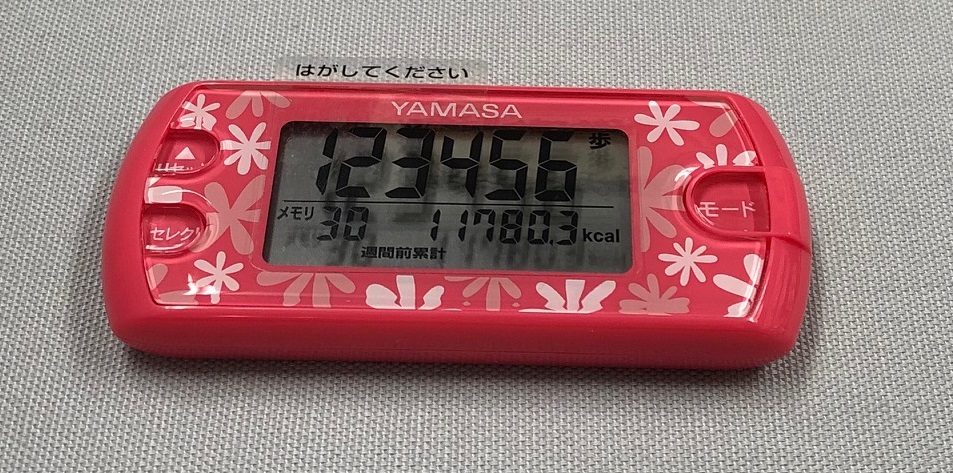 はがしてください
YAMASA
123456 歩
メモリ 30 11780.3 kcal
週間前累計
▲
セレクト
モード